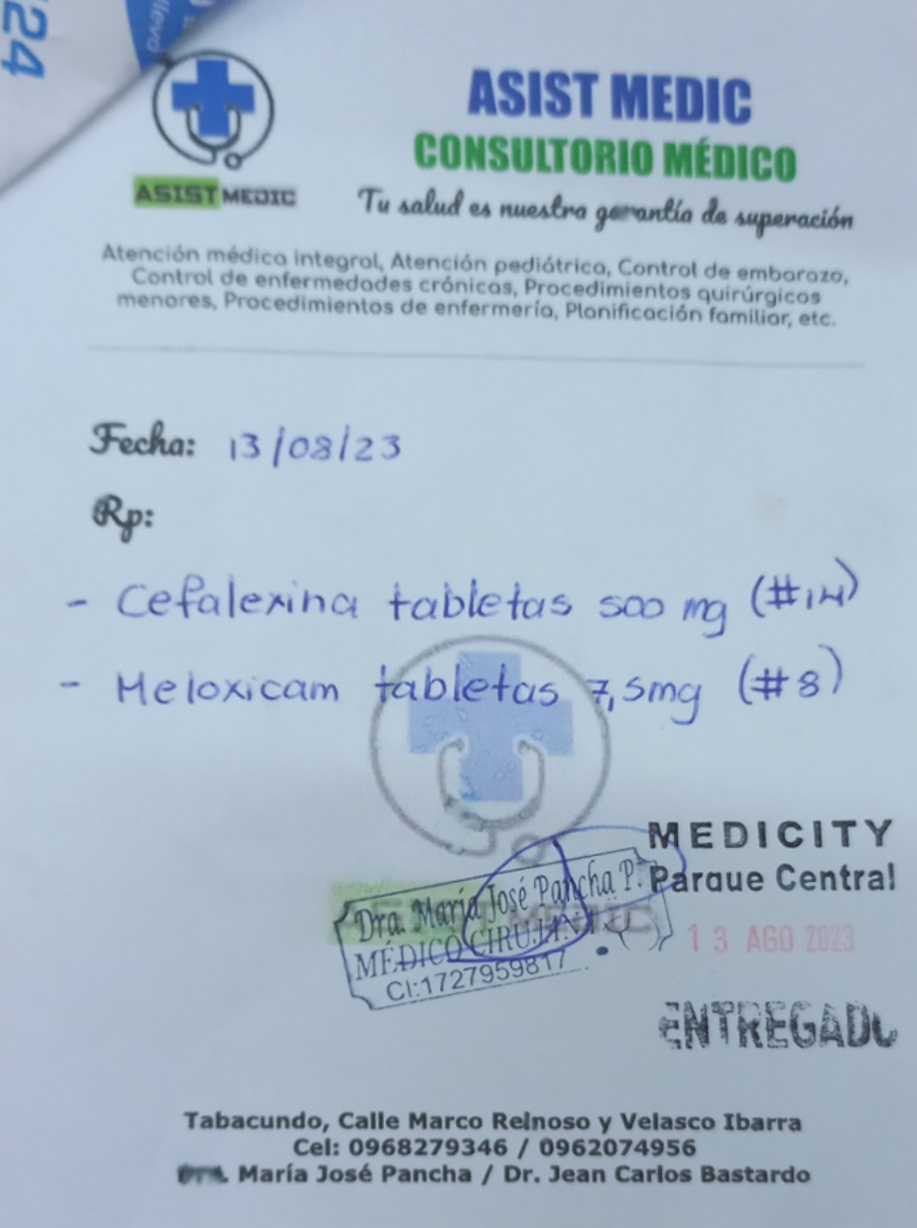 24
llevo
ASIST MEDIC
CONSULTORIO MÉDICO
ASIST MEDIC
Tu salud es nuestra garantía de superación
Atención médica integral, Atención pediátrica, Control de embarazo,
Control de enfermedades crónicas, Procedimientos quirúrgicos
menores, Procedimientos de enfermería, Planificación familiar, etc.
Fecha: 13/08/23
Rp:
- Cefalexina tabletas 500 mg (#14)
- Meloxicam tabletas 7,5mg (#8)
MEDICITY
Parque Central
13 AGO 2023
ENTREGADO
Dra. María José Pancha P.
MÉDICO CIRUJANA
CI:1727959817
Tabacundo, Calle Marco Reinoso y Velasco Ibarra
Cel: 0968279346 / 0962074956
María José Pancha / Dr. Jean Carlos Bastardo